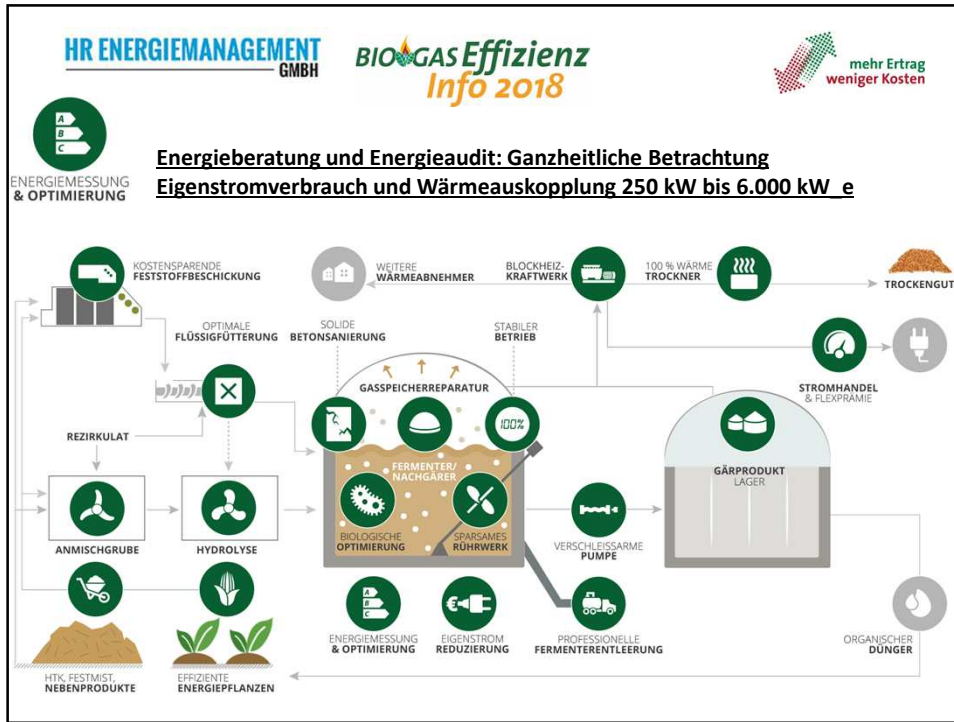 HR ENERGIEMANAGEMENT
GMBH
BIOGAS Effizienz
Info 2018
mehr Ertrag
weniger Kosten
A
B
C
ENERGIEMESSUNG
& OPTIMIERUNG
Energieberatung und Energieaudit: Ganzheitliche Betrachtung
Eigenstromverbrauch und Wärmeauskopplung 250 kW bis 6.000 kW_e
KOSTENSPARENDE
FESTSTOFFBESCHICKUNG
WEITERE
WÄRMEABNEHMER
BLOCKHEIZ-
KRAFTWERK
100 % WÄRME
TROCKNER
TROCKENGUT
OPTIMALE
FLÜSSIGFÜTTERUNG
SOLIDE
BETONSANIERUNG
STABILER
BETRIEB
GASSPEICHERREPARATUR
STROMHANDEL
& FLEXPRÄMIE
100%
REZIRKULAT
FERMENTER/
NACHGÄRER
GÄRPRODUKT
LAGER
ANMISCHGRUBE
HYDROLYSE
BIOLOGISCHE
OPTIMIERUNG
SPARSAMES
RÜHRWERK
VERSCHLEISSARME
PUMPE
A
B
C
€
ENERGIEMESSUNG
& OPTIMIERUNG
EIGENSTROM
REDUZIERUNG
PROFESSIONELLE
FERMENTERENTLEERUNG
ORGANISCHER
DÜNGER
HTK, FESTMIST,
NEBENPRODUKTE
EFFIZIENTE
ENERGIEPFLANZEN